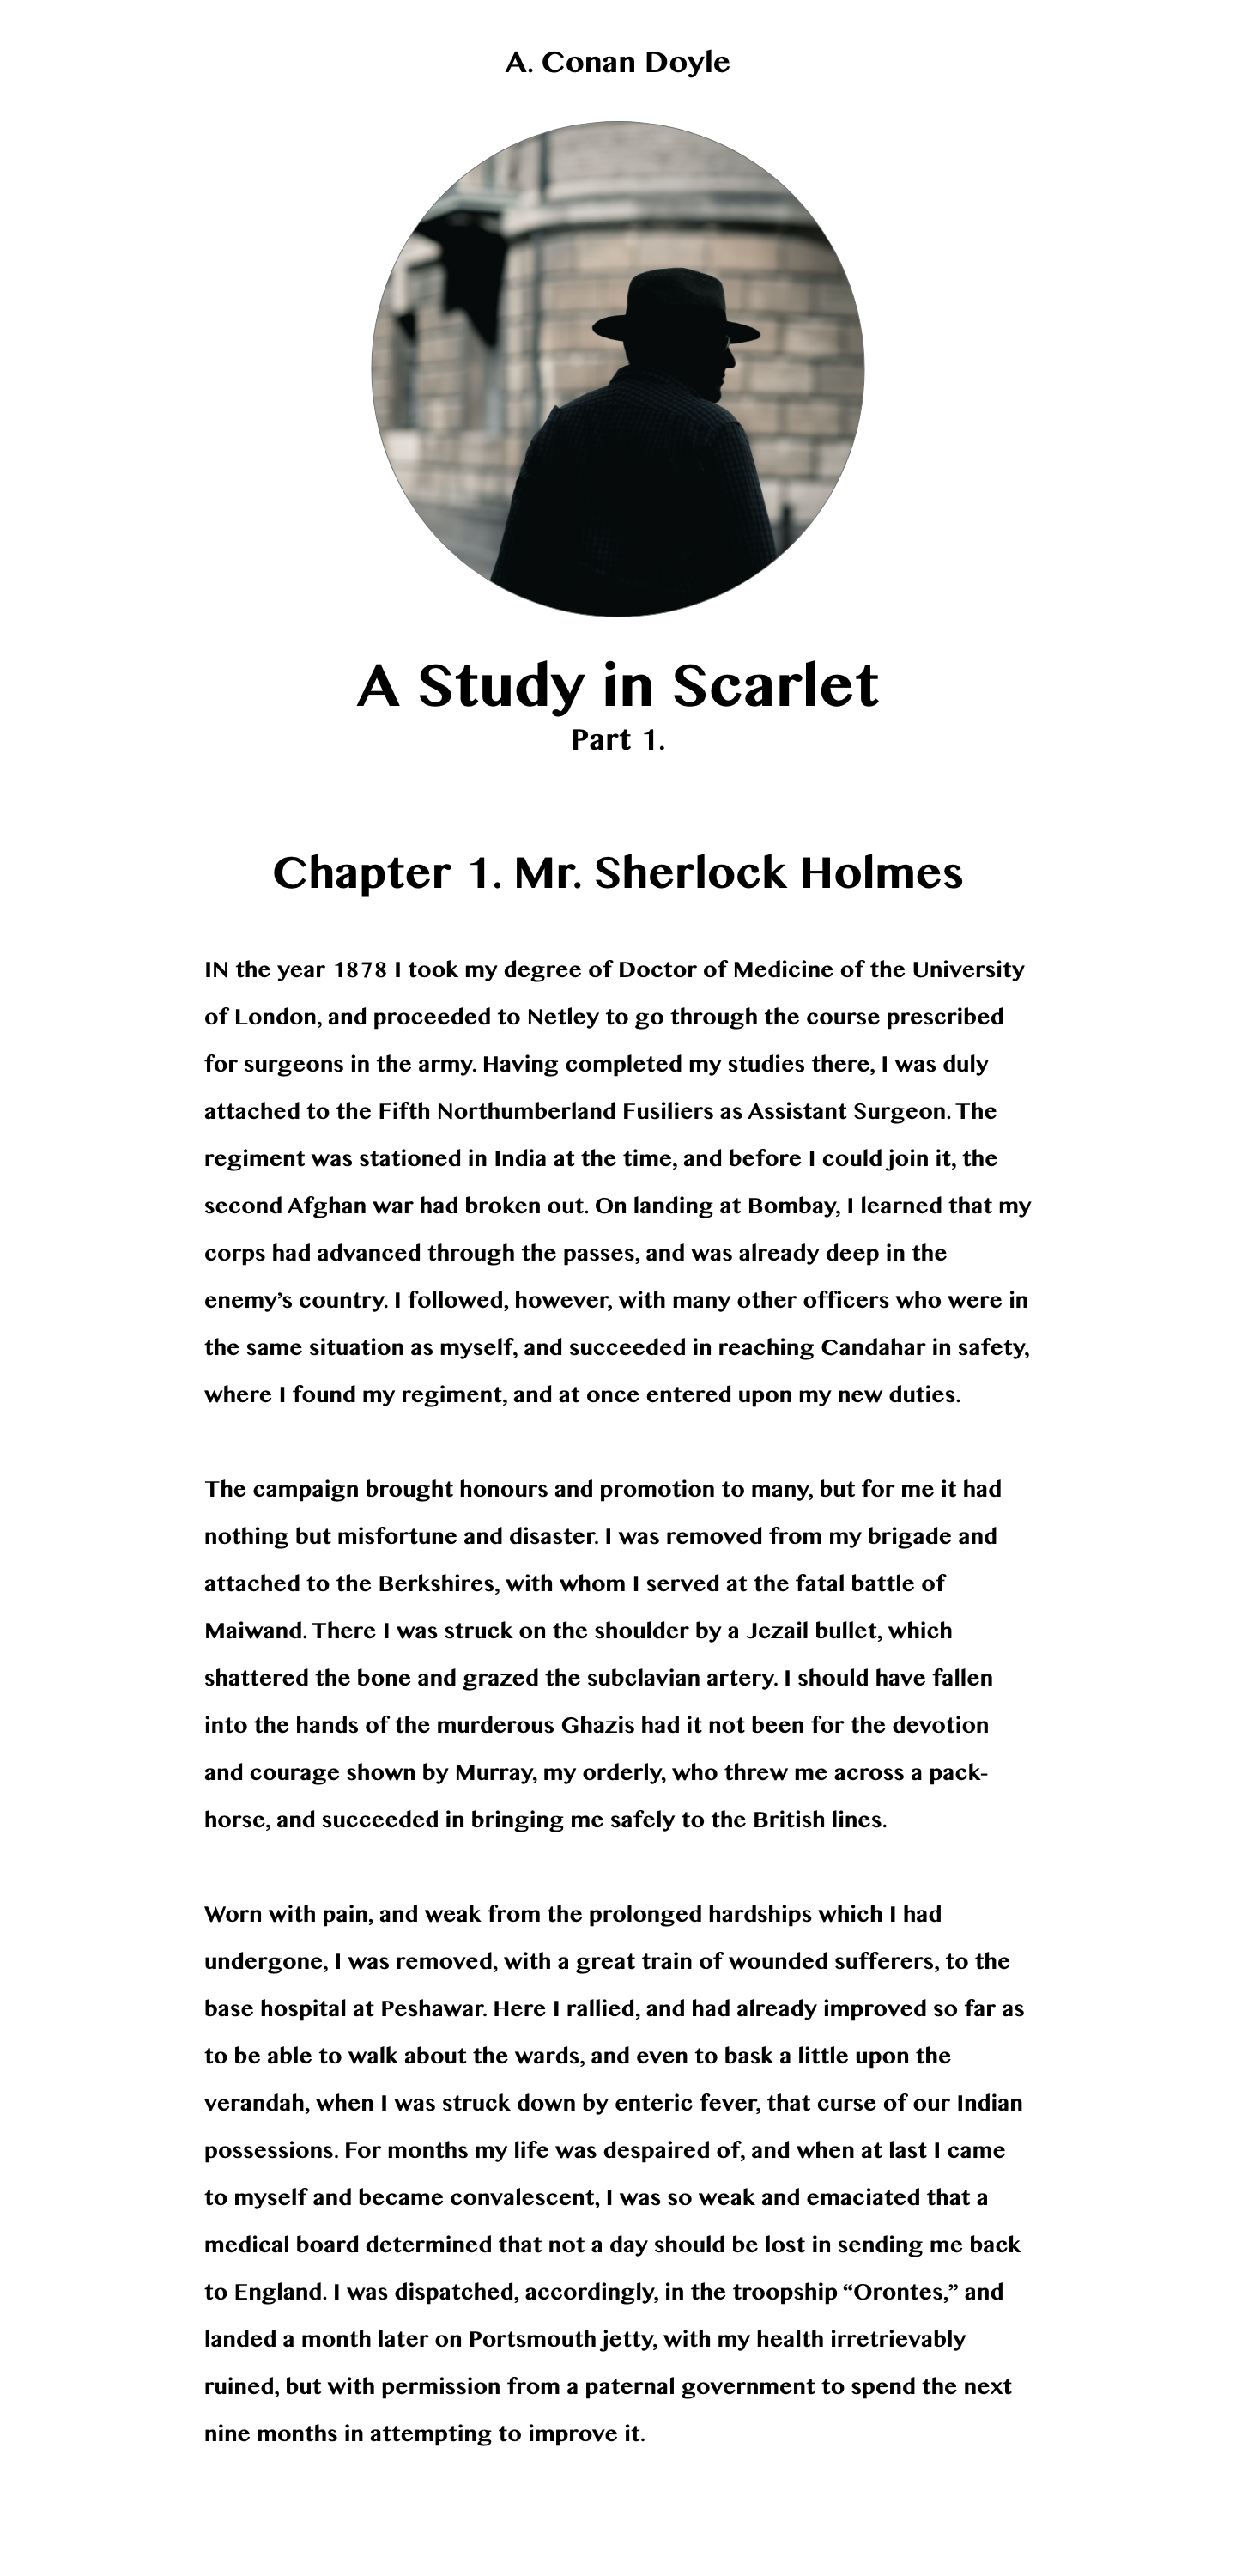 A. Conan Doyle
A Study in Scarlet
Part 1.
Chapter 1. Mr. Sherlock Holmes
IN the year 1878 I took my degree of Doctor of Medicine of the University
of London, and proceeded to Netley to go through the course prescribed
for surgeons in the army. Having completed my studies there, I was duly
attached to the Fifth Northumberland Fusiliers as Assistant Surgeon. The
regiment was stationed in India at the time, and before I could join it, the
second Afghan war had broken out. On landing at Bombay, I learned that my
corps had advanced through the passes, and was already deep in the
enemy’s country. I followed, however, with many other officers who were in
the same situation as myself, and succeeded in reaching Candahar in safety,
where I found my regiment, and at once entered upon my new duties.
The campaign brought honours and promotion to many, but for me it had
nothing but misfortune and disaster. I was removed from my brigade and
attached to the Berkshires, with whom I served at the fatal battle of
Maiwand. There I was struck on the shoulder by a Jezail bullet, which
shattered the bone and grazed the subclavian artery. I should have fallen
into the hands of the murderous Ghazis had it not been for the devotion
and courage shown by Murray, my orderly, who threw me across a pack-
horse, and succeeded in bringing me safely to the British lines.
Worn with pain, and weak from the prolonged hardships which I had
undergone, I was removed, with a great train of wounded sufferers, to the
base hospital at Peshawar. Here I rallied, and had already improved so far as
to be able to walk about the wards, and even to bask a little upon the
verandah, when I was struck down by enteric fever, that curse of our Indian
possessions. For months my life was despaired of, and when at last I came
to myself and became convalescent, I was so weak and emaciated that a
medical board determined that not a day should be lost in sending me back
to England. I was dispatched, accordingly, in the troopship “Orontes,” and
landed a month later on Portsmouth jetty, with my health irretrievably
ruined, but with permission from a paternal government to spend the next
nine months in attempting to improve it.